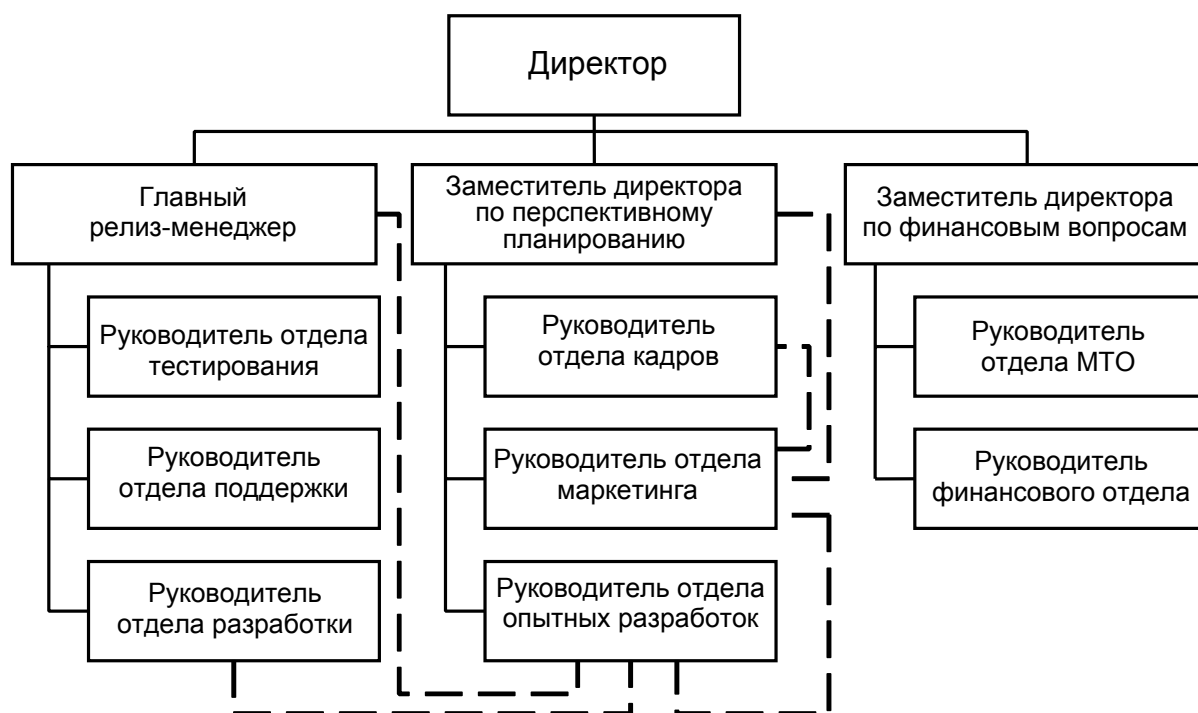 Директор
Главный
релиз-менеджер
Заместитель директора
по перспективному
планированию
Заместитель директора
по финансовым вопросам
Руководитель отдела
тестирования
Руководитель
отдела поддержки
Руководитель
отдела разработки
Руководитель
отдела кадров
Руководитель отдела
маркетинга
Руководитель отдела
опытных разработок
Руководитель
отдела МТО
Руководитель
финансового отдела